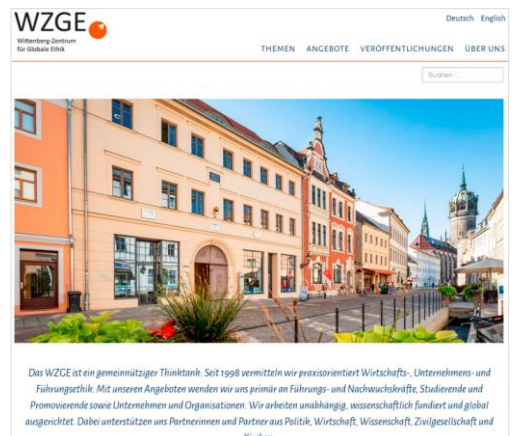 WZGE
Wittenberg-Zentrum
für Globale Ethik
Deutsch English
THEMEN ANGEBOTE VERÖFFENTLICHUNGEN ÜBER UNS
Suchen ...
Das WZGE ist ein gemeinnütziger Thinktank. Seit 1998 vermitteln wir praxisorientiert Wirtschafts-, Unternehmens- und
Führungsethik. Mit unseren Angeboten wenden wir uns primär an Führungs- und Nachwuchskräfte, Studierende und
Promovierende sowie Unternehmen und Organisationen. Wir arbeiten unabhängig, wissenschaftlich fundiert und global
ausgerichtet. Dabei unterstützen uns Partnerinnen und Partner aus Politik, Wirtschaft, Wissenschaft, Zivilgesellschaft und